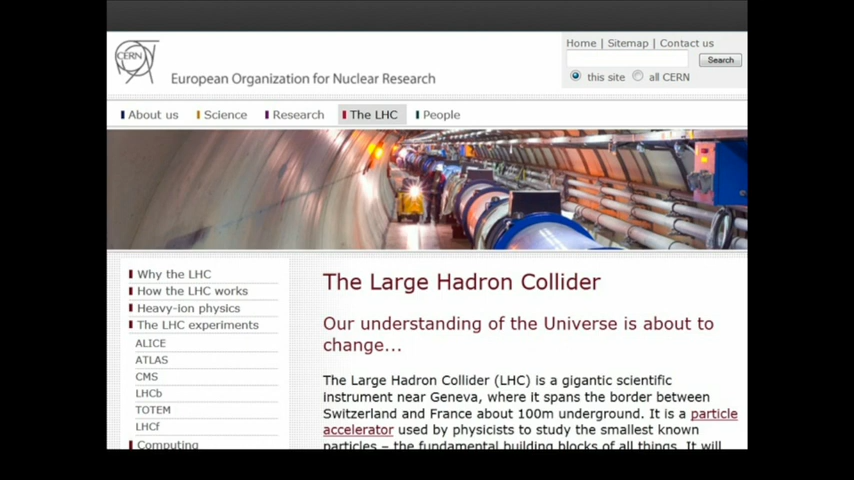 Home | Sitemap | Contact us
CERN
Search
European Organization for Nuclear Research
this site
all CERN
About us
Science
Research
The LHC
People
Why the LHC
How the LHC works
Heavy-ion physics
The LHC experiments
ALICE
ATLAS
CMS
LHCb
TOTEM
LHCf
Computing
The Large Hadron Collider
Our understanding of the Universe is about to
change...
The Large Hadron Collider (LHC) is a gigantic scientific
instrument near Geneva, where it spans the border between
Switzerland and France about 100m underground. It is a particle
accelerator used by physicists to study the smallest known
particles – the fundamental building blocks of all things. It will